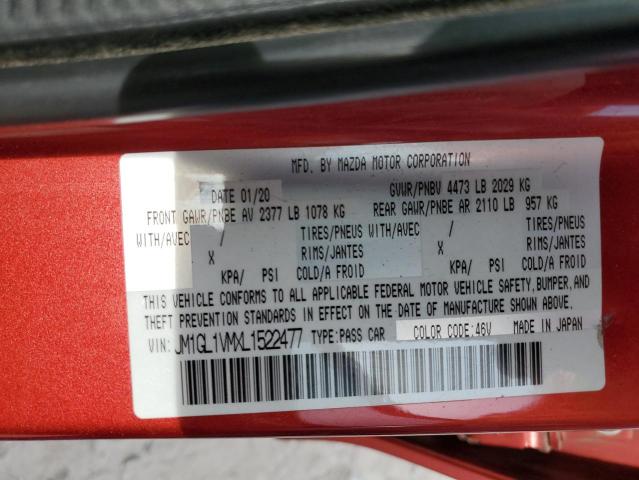 MFD. BY MAZDA MOTOR CORPORATION
DATE 01/20 GVWR/PNBV 4473 LB 2029 KG
FRONT GAWR/PNBE AV 2377 LB 1078 KG REAR GAWR/PNBE AR 2110 LB 957 KG
WITH/AVEC / TIRES/PNEUS WITH/AVEC / TIRES/PNEUS
X RIMS/JANTES X RIMS/JANTES
KPA/ PSI COLD/A FROID KPA/ PSI COLD/A FROID
THIS VEHICLE CONFORMS TO ALL APPLICABLE FEDERAL MOTOR VEHICLE SAFETY, BUMPER, AND
THEFT PREVENTION STANDARDS IN EFFECT ON THE DATE OF MANUFACTURE SHOWN ABOVE.
VIN: JM1GL1VMXL1522477 TYPE:PASS CAR COLOR CODE:46V MADE IN JAPAN